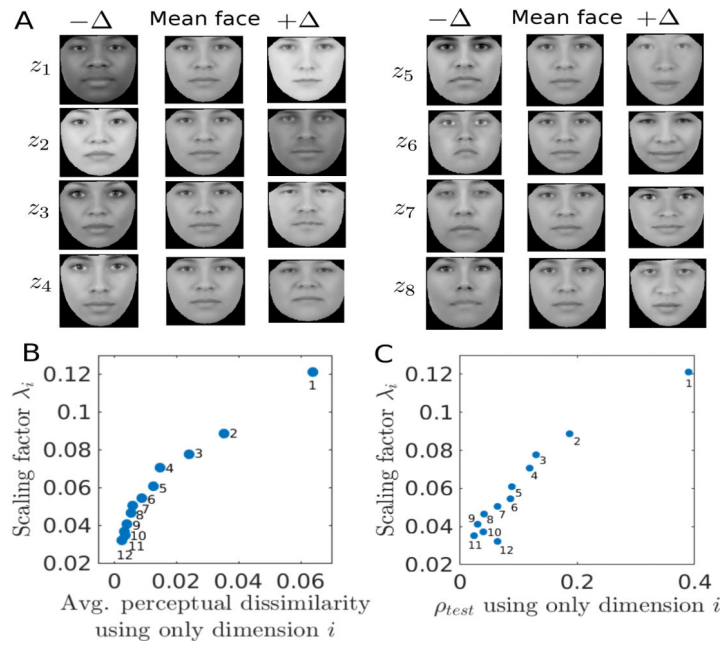 A
−Δ Mean face +Δ
−Δ Mean face +Δ
z1
z2
z3
z4
z5
z6
z7
z8
B
Scaling factor λi
0.12
0.1
0.08
0.06
0.04
0.02
1
2
3
4
5
6
7
8
9
10
11
12
0 0.02 0.04 0.06
Avg. perceptual dissimilarity
using only dimension i
C
Scaling factor λi
0.12
0.1
0.08
0.06
0.04
0.02
1
2
3
4
5
6
7
8
9
10
11
12
0 0.2 0.4
ρtest using only dimension i